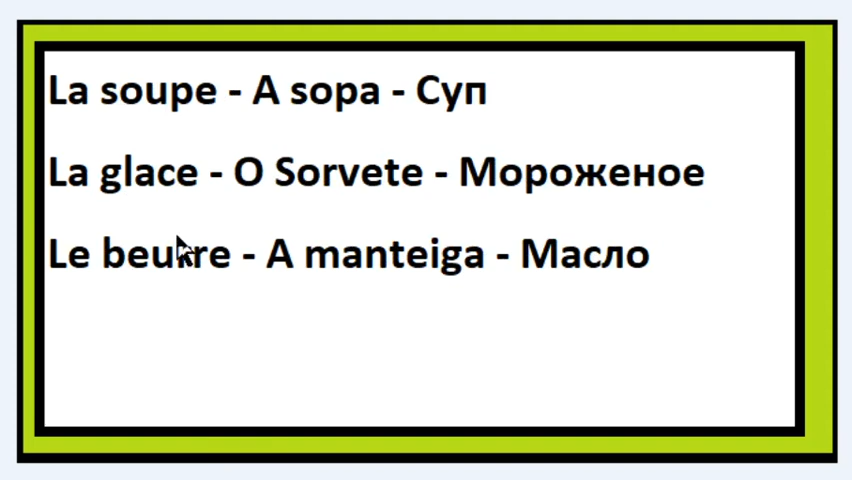 La soupe - A sopa - Суп
La glace - O Sorvete - Мороженое
Le beurre - A manteiga - Масло